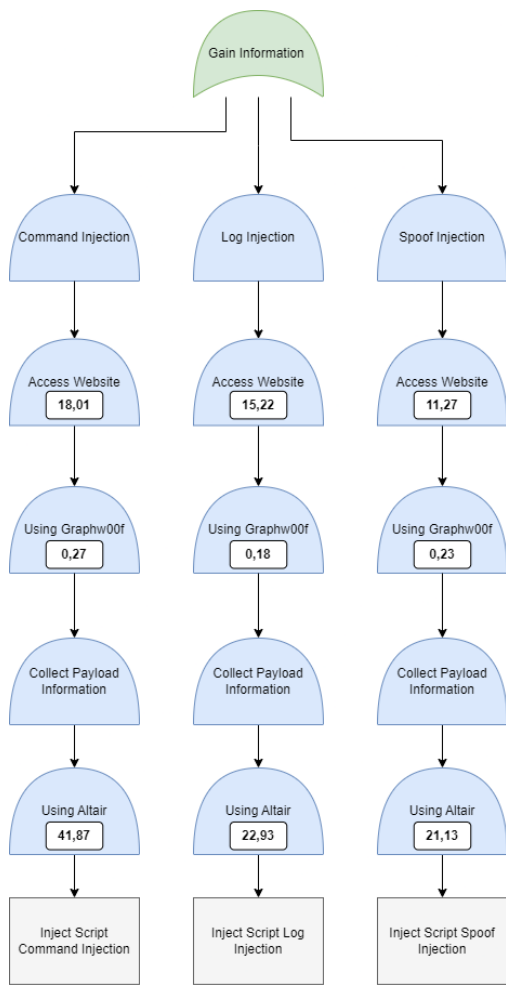 Gain Information
Command Injection
Log Injection
Spoof Injection
Access Website
18,01
Access Website
15,22
Access Website
11,27
Using Graphw00f
0,27
Using Graphw00f
0,18
Using Graphw00f
0,23
Collect Payload
Information
Collect Payload
Information
Collect Payload
Information
Using Altair
41,87
Using Altair
22,93
Using Altair
21,13
Inject Script
Command Injection
Inject Script Log
Injection
Inject Script Spoof
Injection